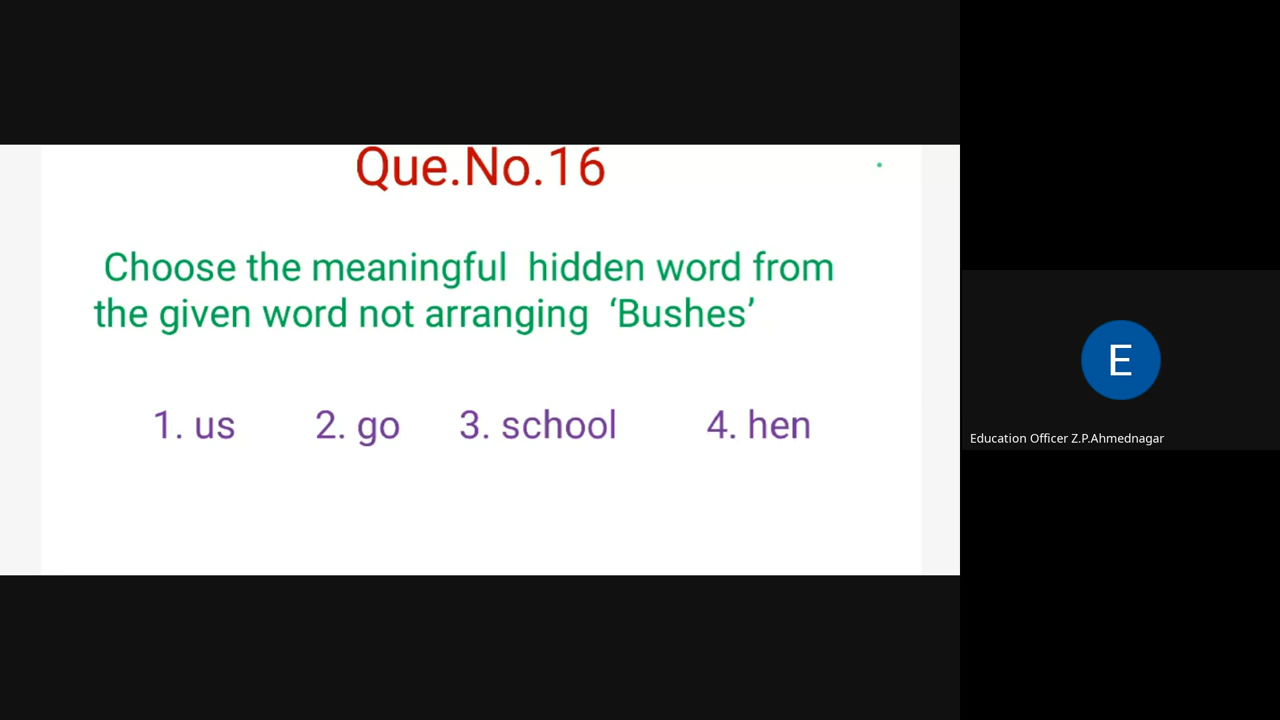 Que.No.16
Choose the meaningful hidden word from
the given word not arranging ‘Bushes’
1. us 2. go 3. school 4. hen
E
Education Officer Z.P.Ahmednagar